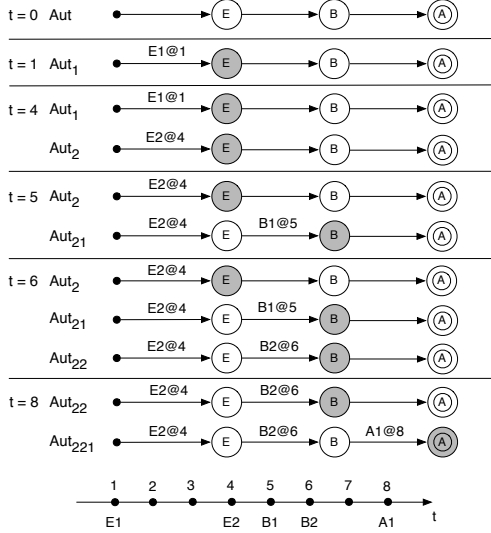 t = 0 Aut E B A
E1@1
t = 1 Aut1 E B A
E1@1
t = 4 Aut1 E B A
E2@4
Aut2 E B A
E2@4
t = 5 Aut2 E B A
E2@4 B1@5
Aut21 E B A
E2@4
t = 6 Aut2 E B A
E2@4 B1@5
Aut21 E B A
E2@4 B2@6
Aut22 E B A
E2@4 B2@6
t = 8 Aut22 E B A
E2@4 B2@6 A1@8
Aut221 E B A
1 2 3 4 5 6 7 8
t
E1 E2 B1 B2 A1